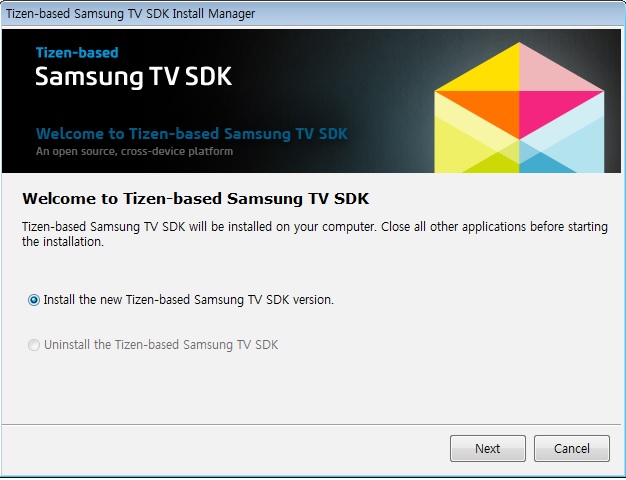 Tizen-based Samsung TV SDK Install Manager
Tizen-based
Samsung TV SDK
Welcome to Tizen-based Samsung TV SDK
An open source, cross-device platform
Welcome to Tizen-based Samsung TV SDK
Tizen-based Samsung TV SDK will be installed on your computer. Close all other applications before starting
the installation.
Install the new Tizen-based Samsung TV SDK version.
Uninstall the Tizen-based Samsung TV SDK
Next Cancel